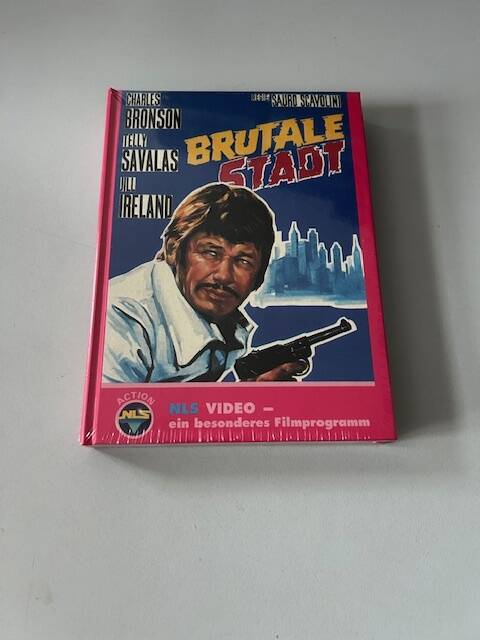 CHARLES
BRONSON
TELLY
SAVALAS
JILL
IRELAND
REGIE SAURO SCAVOLINI
BRUTALE
STADT
ACTION
NLS
NLS VIDEO –
ein besonderes Filmprogramm